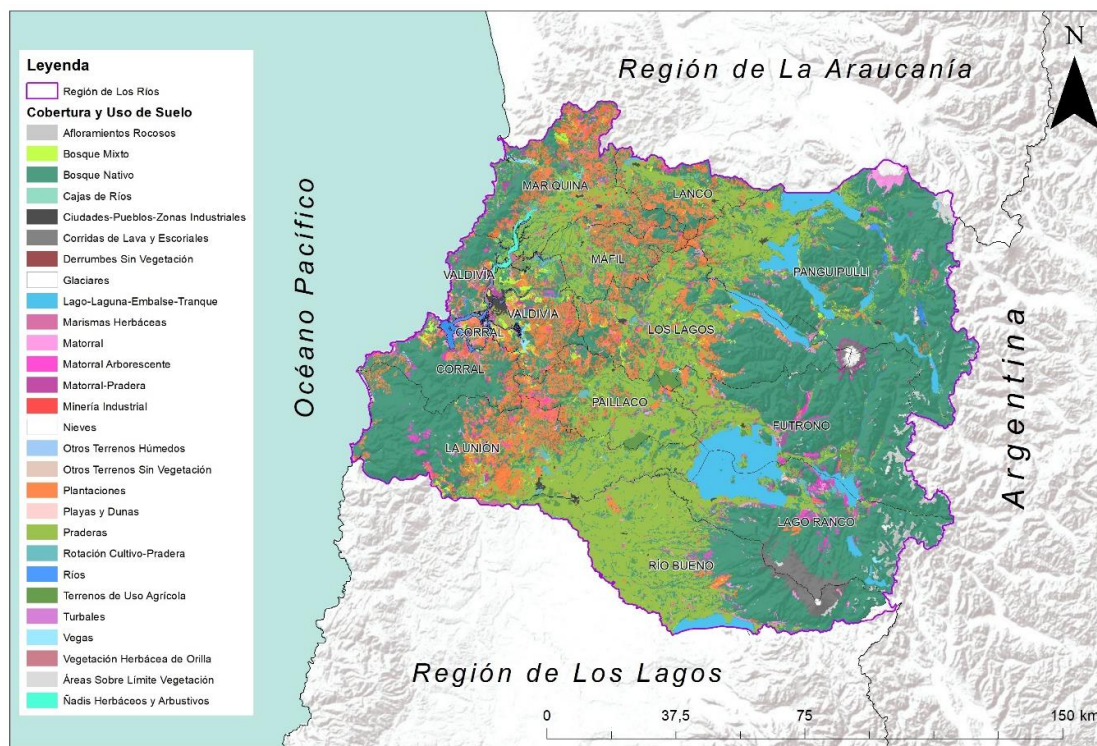 Leyenda
Región de Los Ríos
Cobertura y Uso de Suelo
Afloramientos Rocosos
Bosque Mixto
Bosque Nativo
Cajas de Ríos
Ciudades-Pueblos-Zonas Industriales
Corridas de Lava y Escoriales
Derrumbes Sin Vegetación
Glaciares
Lago-Laguna-Embalse-Tranque
Marismas Herbáceas
Matorral
Matorral Arborescente
Matorral-Pradera
Minería Industrial
Nieves
Otros Terrenos Húmedos
Otros Terrenos Sin Vegetación
Plantaciones
Playas y Dunas
Praderas
Rotación Cultivo-Pradera
Ríos
Terrenos de Uso Agrícola
Turbales
Vegas
Vegetación Herbácea de Orilla
Áreas Sobre Límite Vegetación
Ñadis Herbáceos y Arbustivos
Océano Pacífico
Región de La Araucanía
N
MARIQUINA
LANCO
MÁFIL
VALDIVIA
PANGUIPULLI
VALDIVIA
CORRAL
LOS LAGOS
CORRAL
PAILLACO
FUTRONO
LA UNIÓN
LAGO RANCO
RÍO BUENO
Argentina
Región de Los Lagos
0 37,5 75 150 km